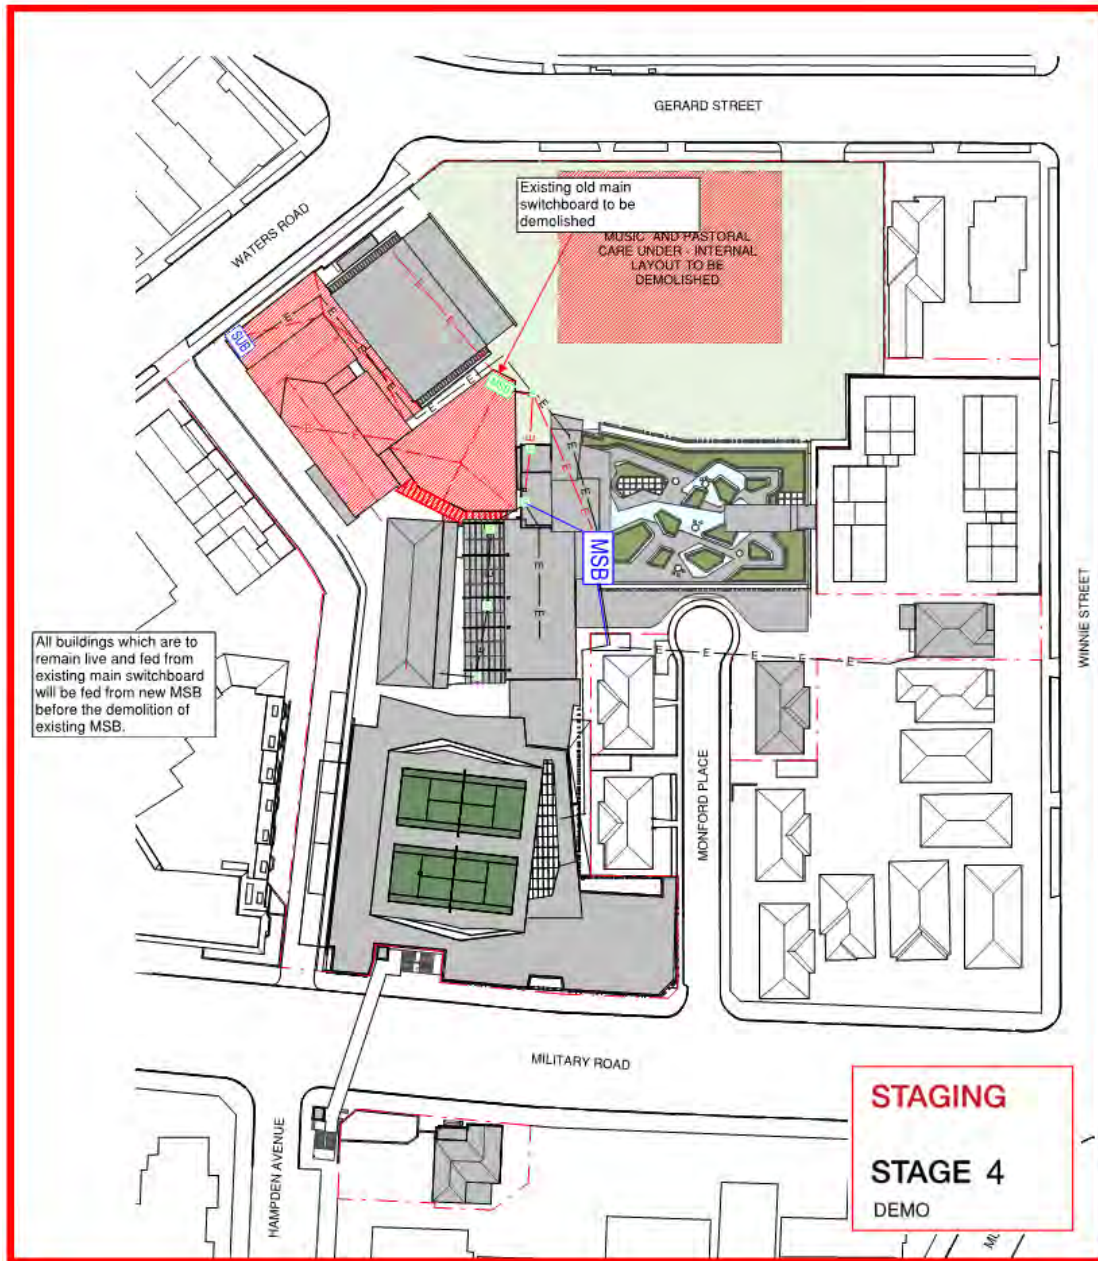 GERARD STREET
Existing old main
switchboard to be
demolished
MUSIC AND PASTORAL
CARE UNDER - INTERNAL
LAYOUT TO BE
DEMOLISHED
WATERS ROAD
SUB
MSB
E
E
E
E
E
E
E
E
E
E
E
E
E
E
MSB
WINNIE STREET
All buildings which are to
remain live and fed from
existing main switchboard
will be fed from new MSB
before the demolition of
existing MSB.
E
E
E
E
E
MONFORD PLACE
MILITARY ROAD
HAMPDEN AVENUE
STAGING
STAGE 4
DEMO